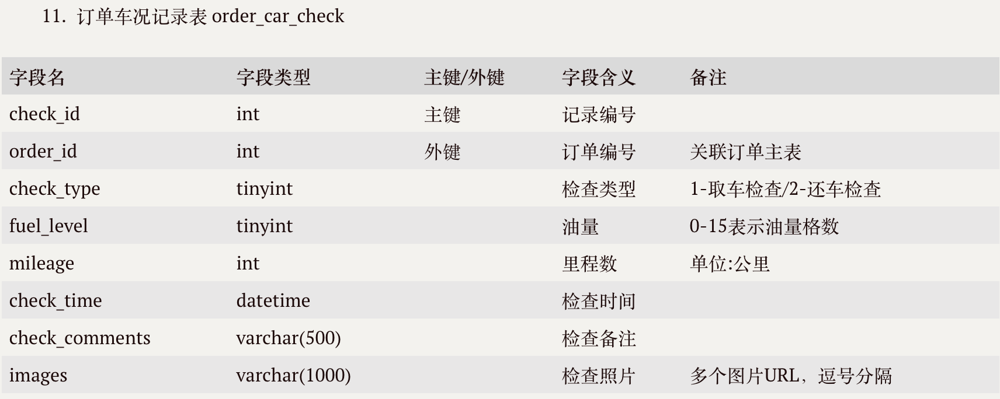 11. 订单车况记录表 order_car_check
字段名 字段类型 主键/外键 字段含义 备注
check_id int 主键 记录编号
order_id int 外键 订单编号 关联订单主表
check_type tinyint 检查类型 1-取车检查/2-还车检查
fuel_level tinyint 油量 0-15表示油量格数
mileage int 里程数 单位:公里
check_time datetime 检查时间
check_comments varchar(500) 检查备注
images varchar(1000) 检查照片 多个图片URL，逗号分隔